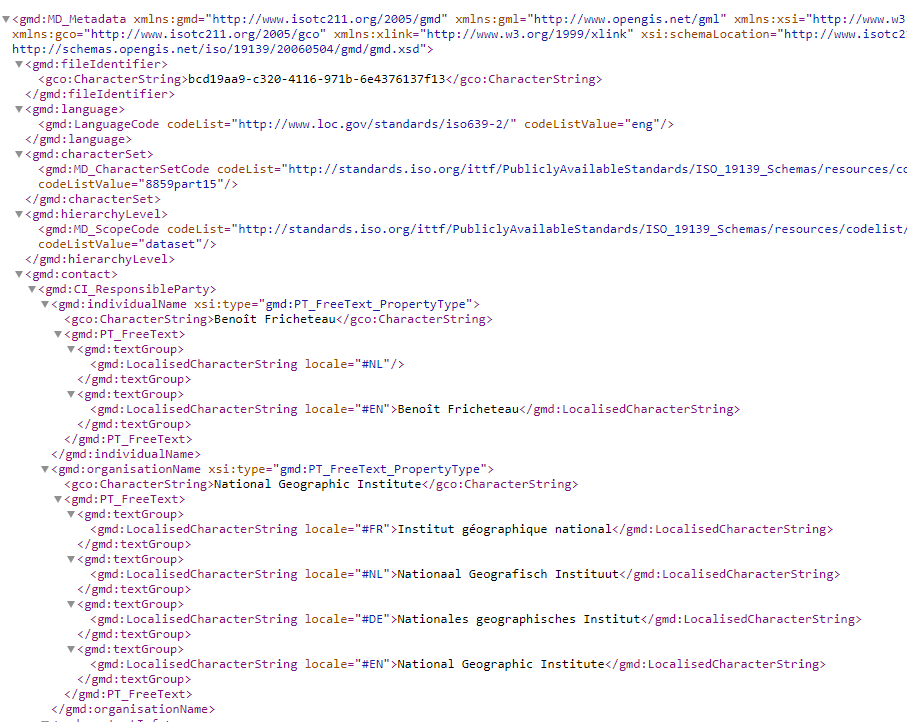 ▼<gmd:MD_Metadata xmlns:gmd="http://www.isotc211.org/2005/gmd" xmlns:gml="http://www.opengis.net/gml" xmlns:xsi="http://www.w3
xmlns:gco="http://www.isotc211.org/2005/gco" xmlns:xlink="http://www.w3.org/1999/xlink" xsi:schemaLocation="http://www.isotc2
http://schemas.opengis.net/iso/19139/20060504/gmd/gmd.xsd">
▼<gmd:fileIdentifier>
<gco:CharacterString>bcd19aa9-c320-4116-971b-6e4376137f13</gco:CharacterString>
</gmd:fileIdentifier>
▼<gmd:language>
<gmd:LanguageCode codeList="http://www.loc.gov/standards/iso639-2/" codeListValue="eng"/>
</gmd:language>
▼<gmd:characterSet>
<gmd:MD_CharacterSetCode codeList="http://standards.iso.org/ittf/PubliclyAvailableStandards/ISO_19139_Schemas/resources/co
codeListValue="8859part15"/>
</gmd:characterSet>
▼<gmd:hierarchyLevel>
<gmd:MD_ScopeCode codeList="http://standards.iso.org/ittf/PubliclyAvailableStandards/ISO_19139_Schemas/resources/codelist/
codeListValue="dataset"/>
</gmd:hierarchyLevel>
▼<gmd:contact>
▼<gmd:CI_ResponsibleParty>
▼<gmd:individualName xsi:type="gmd:PT_FreeText_PropertyType">
<gco:CharacterString>Benoît Fricheteau</gco:CharacterString>
▼<gmd:PT_FreeText>
▼<gmd:textGroup>
<gmd:LocalisedCharacterString locale="#NL"/>
</gmd:textGroup>
▼<gmd:textGroup>
<gmd:LocalisedCharacterString locale="#EN">Benoît Fricheteau</gmd:LocalisedCharacterString>
</gmd:textGroup>
</gmd:PT_FreeText>
</gmd:individualName>
▼<gmd:organisationName xsi:type="gmd:PT_FreeText_PropertyType">
<gco:CharacterString>National Geographic Institute</gco:CharacterString>
▼<gmd:PT_FreeText>
▼<gmd:textGroup>
<gmd:LocalisedCharacterString locale="#FR">Institut géographique national</gmd:LocalisedCharacterString>
</gmd:textGroup>
▼<gmd:textGroup>
<gmd:LocalisedCharacterString locale="#NL">Nationaal Geografisch Instituut</gmd:LocalisedCharacterString>
</gmd:textGroup>
▼<gmd:textGroup>
<gmd:LocalisedCharacterString locale="#DE">Nationales geographisches Institut</gmd:LocalisedCharacterString>
</gmd:textGroup>
▼<gmd:textGroup>
<gmd:LocalisedCharacterString locale="#EN">National Geographic Institute</gmd:LocalisedCharacterString>
</gmd:textGroup>
</gmd:PT_FreeText>
</gmd:organisationName>